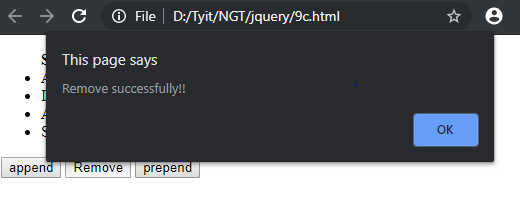 File D:/Tyit/NGT/jquery/9c.html
This page says
Remove successfully!!
OK
append Remove prepend